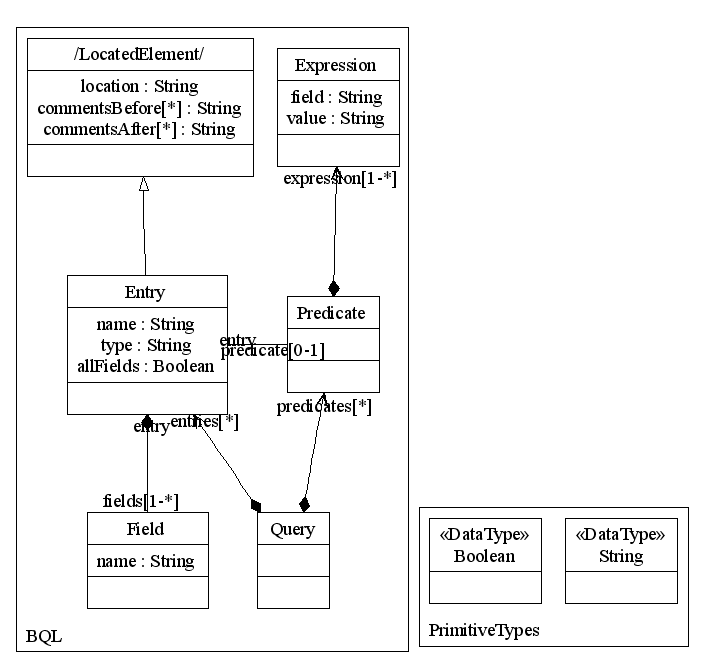 /LocatedElement/
location : String
commentsBefore[*] : String
commentsAfter[*] : String
Expression
field : String
value : String
expression[1-*]
Entry
name : String
type : String
allFields : Boolean
Predicate
entry
predicate[0-1]
predicates[*]
entry
entires[*]
fields[1-*]
Field
name : String
Query
BQL
«DataType»
Boolean
«DataType»
String
PrimitiveTypes